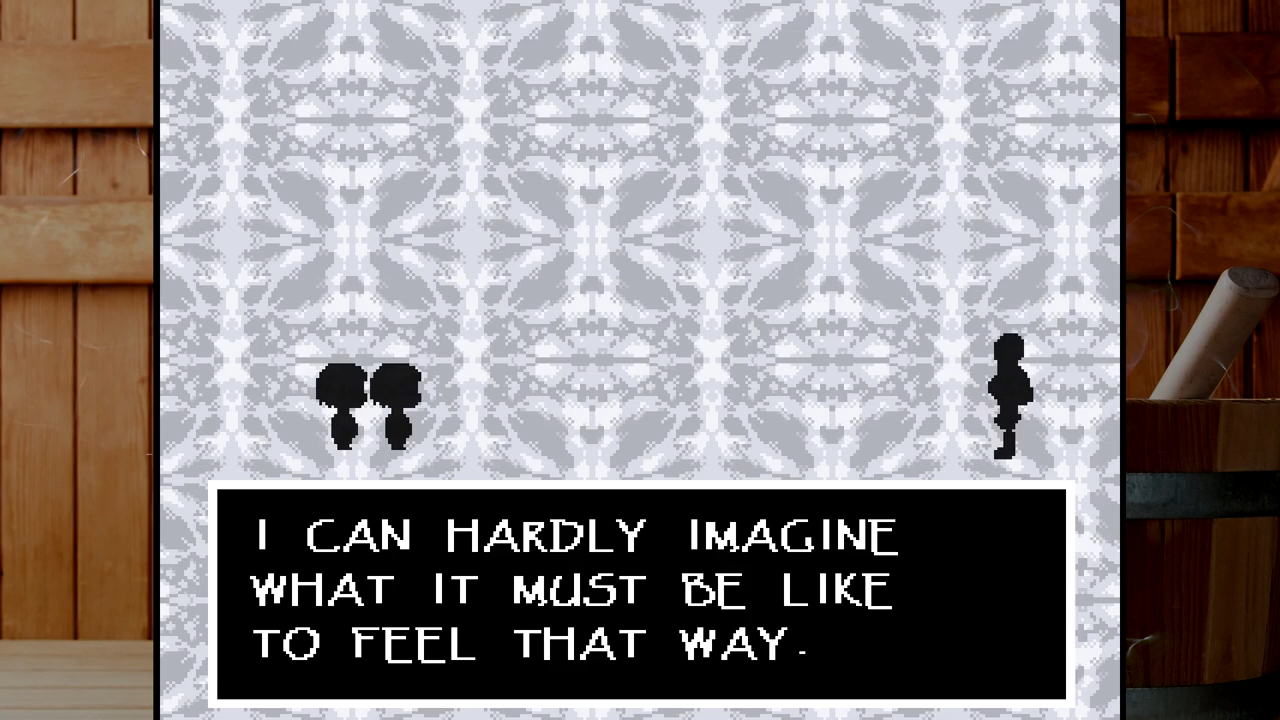 I CAN HARDLY IMAGINE
WHAT IT MUST BE LIKE
TO FEEL THAT WAY.